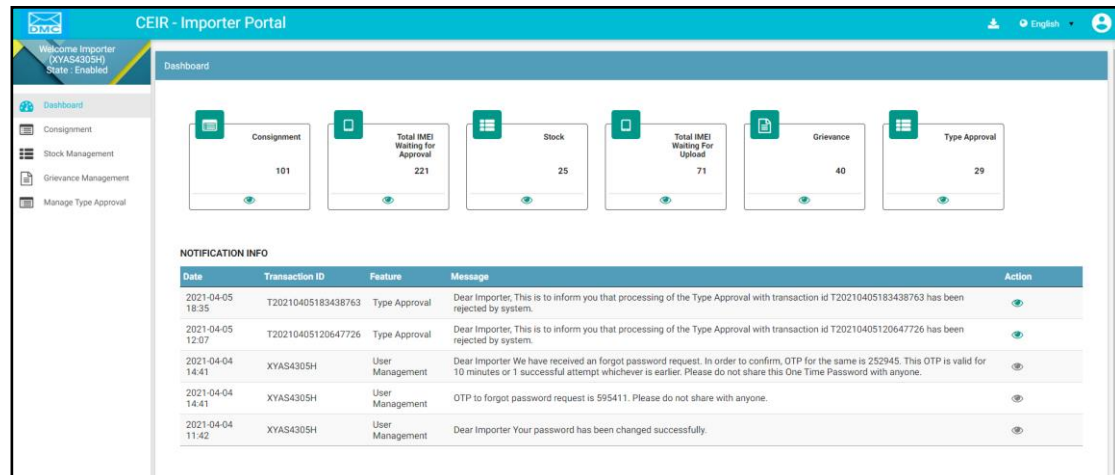 DMC
CEIR - Importer Portal
English
Welcome Importer
(XYAS4305H)
State : Enabled
Dashboard
Dashboard
Consignment
Stock Management
Grievance Management
Manage Type Approval
Consignment
101
Total IMEI
Waiting for
Approval
221
Stock
25
Total IMEI
Waiting For
Upload
71
Grievance
40
Type Approval
29
NOTIFICATION INFO
Date Transaction ID Feature Message Action
2021-04-05
18:35
T20210405183438763
Type Approval
Dear Importer, This is to inform you that processing of the Type Approval with transaction id T20210405183438763 has been
rejected by system.
2021-04-05
12:07
T20210405120647726
Type Approval
Dear Importer, This is to inform you that processing of the Type Approval with transaction id T20210405120647726 has been
rejected by system.
2021-04-04
14:41
XYAS4305H
User
Management
Dear Importer We have received an forgot password request. In order to confirm, OTP for the same is 252945. This OTP is valid for
10 minutes or 1 successful attempt whichever is earlier. Please do not share this One Time Password with anyone.
2021-04-04
14:41
XYAS4305H
User
Management
OTP to forgot password request is 595411. Please do not share with anyone.
2021-04-04
11:42
XYAS4305H
User
Management
Dear Importer Your password has been changed successfully.